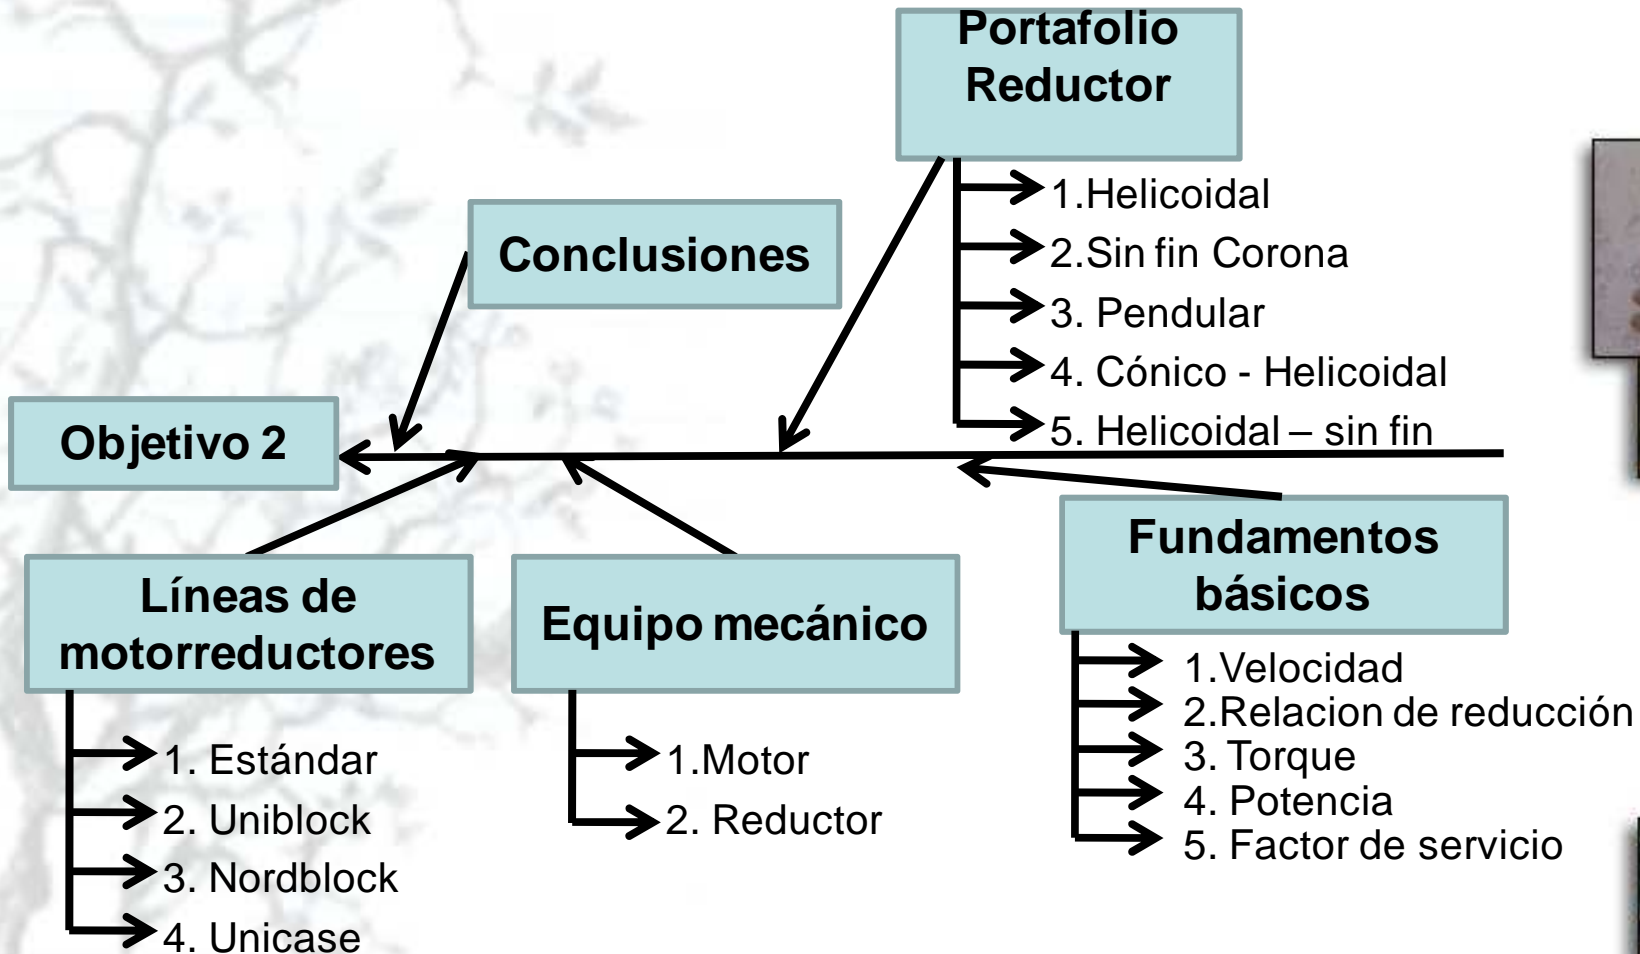 Portafolio
Reductor
1.Helicoidal
2.Sin fin Corona
3. Pendular
4. Cónico - Helicoidal
5. Helicoidal – sin fin
Conclusiones
Objetivo 2
Líneas de
motorreductores
1. Estándar
2. Uniblock
3. Nordblock
4. Unicase
Equipo mecánico
1.Motor
2. Reductor
Fundamentos
básicos
1.Velocidad
2.Relacion de reducción
3. Torque
4. Potencia
5. Factor de servicio